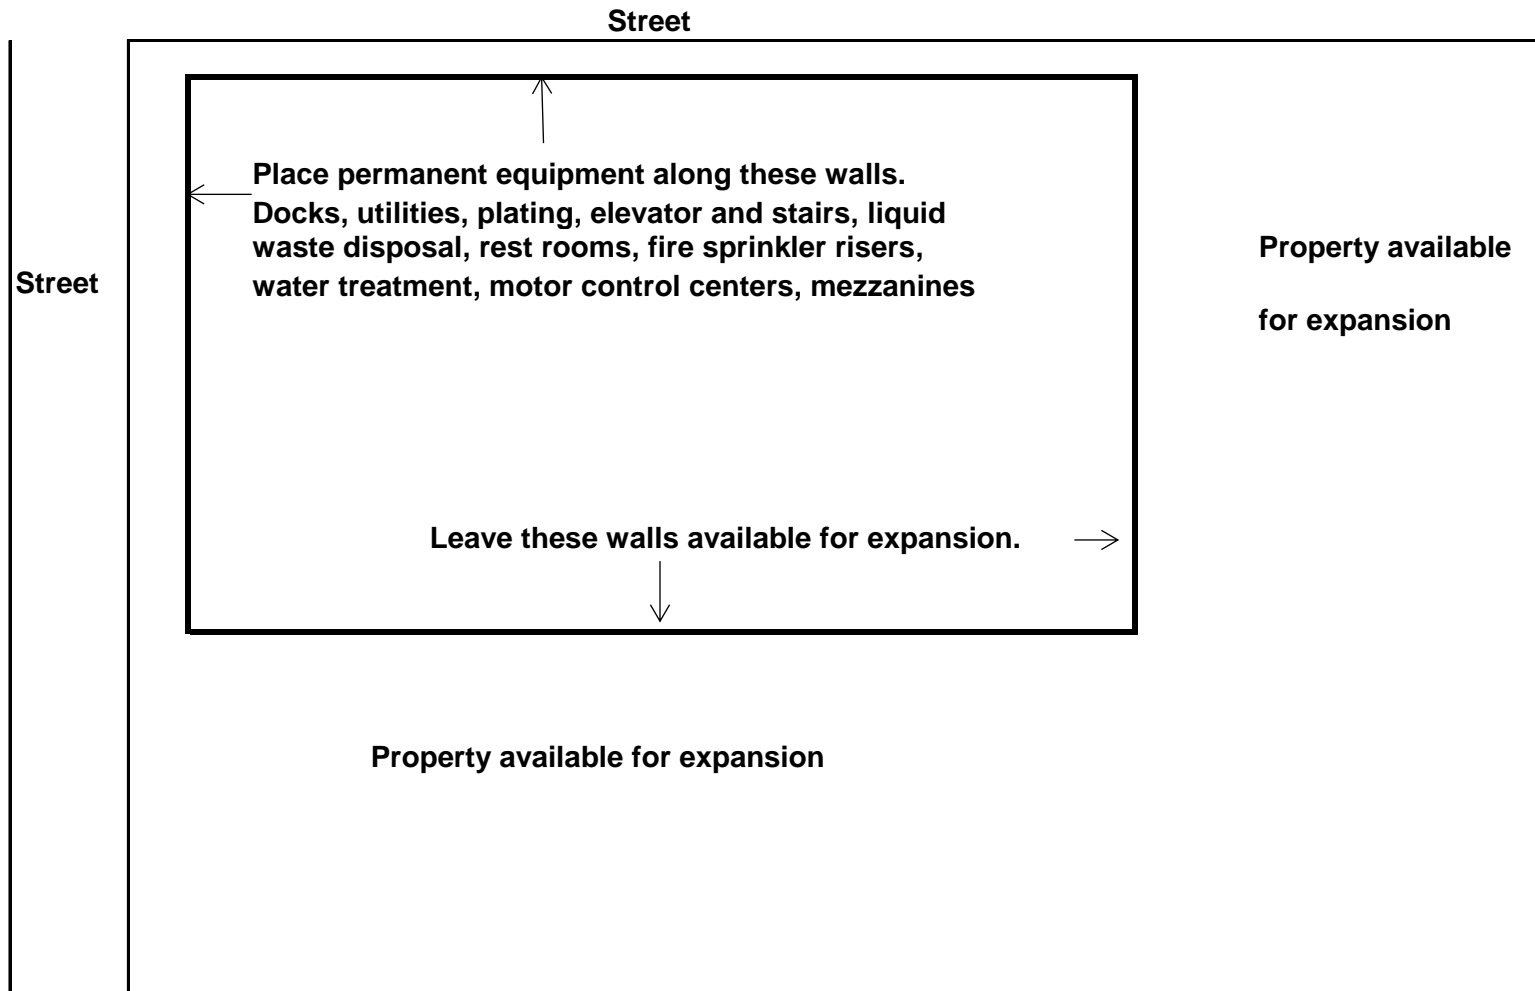 Street
Place permanent equipment along these walls.
Docks, utilities, plating, elevator and stairs, liquid
waste disposal, rest rooms, fire sprinkler risers,
water treatment, motor control centers, mezzanines
Street
Property available
for expansion
Leave these walls available for expansion.
Property available for expansion